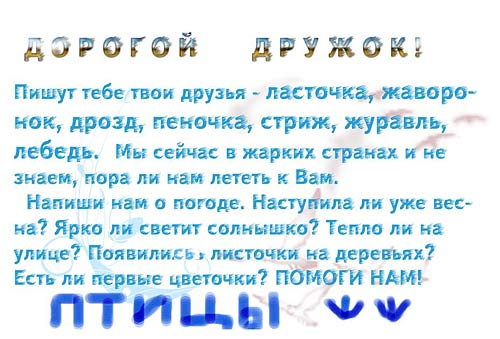 ДОРОГОЙ ДРУЖОК!
Пишут тебе твои друзья - ласточка, жаворо-
нок, дрозд, пеночка, стриж, журавль,
лебедь. Мы сейчас в жарких странах и не
знаем, пора ли нам лететь к Вам.
Напиши нам о погоде. Наступила ли уже вес-
на? Ярко ли светит солнышко? Тепло ли на
улице? Появились, листочки на деревьях?
Есть ли первые цветочки? ПОМОГИ НАМ!
ПТИЦЫ